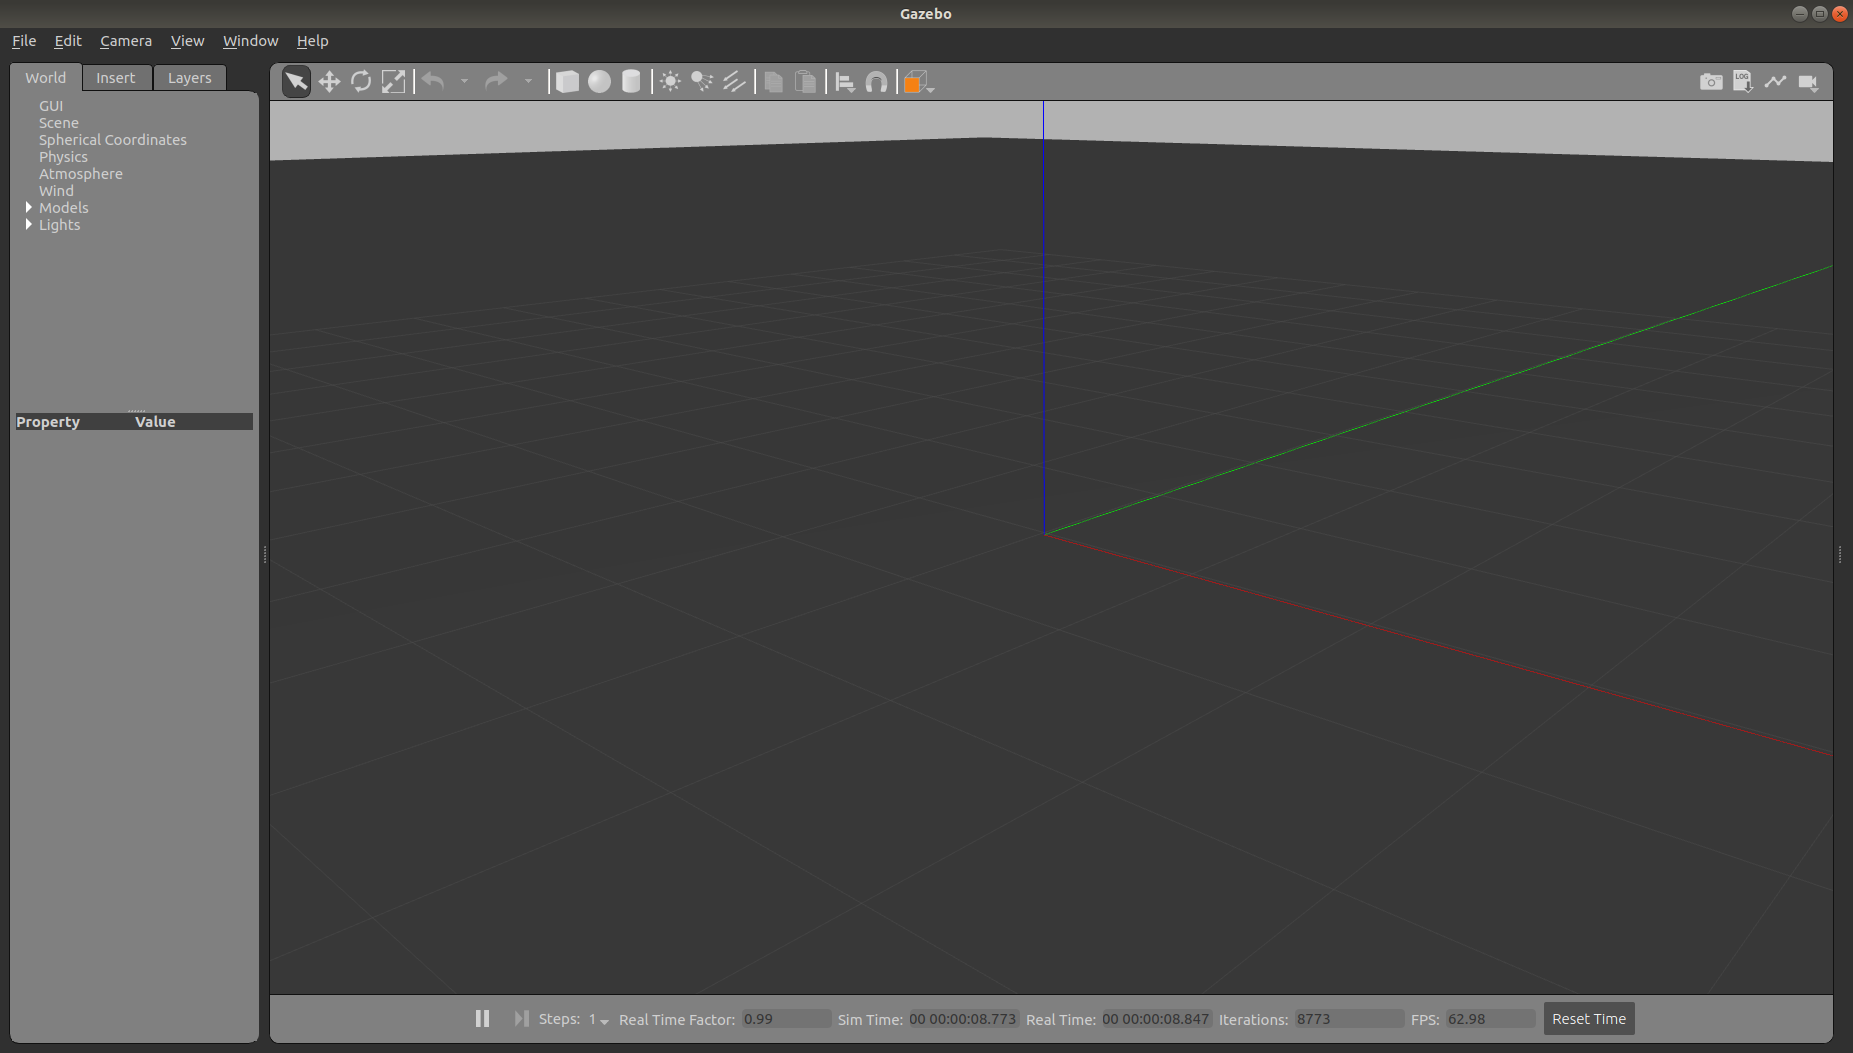 Gazebo
File Edit Camera View Window Help
World Insert Layers
LOG
GUI
Scene
Spherical Coordinates
Physics
Atmosphere
Wind
Models
Lights
Property Value
Steps: 1 Real Time Factor: 0.99 Sim Time: 00 00:00:08.773 Real Time: 00 00:00:08.847 Iterations: 8773 FPS: 62.98 Reset Time